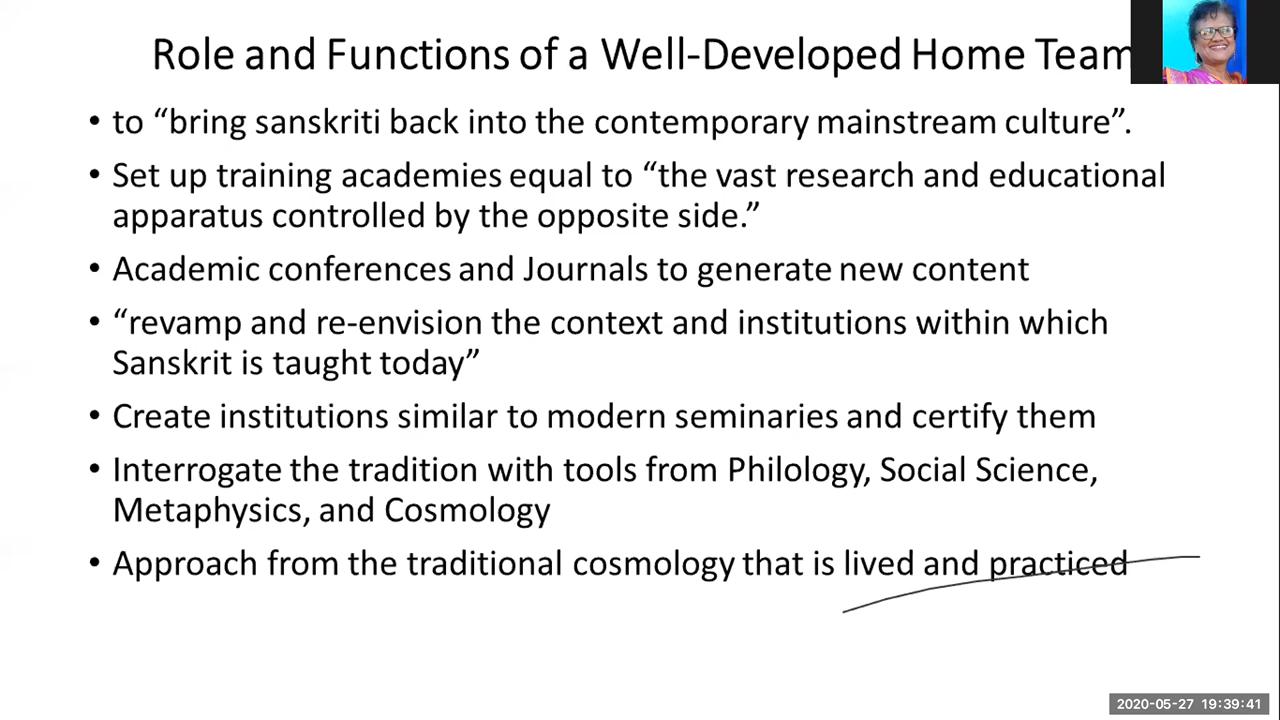 Role and Functions of a Well-Developed Home Team
• to “bring sanskriti back into the contemporary mainstream culture”.
• Set up training academies equal to “the vast research and educational
apparatus controlled by the opposite side.”
• Academic conferences and Journals to generate new content
• “revamp and re-envision the context and institutions within which
Sanskrit is taught today”
• Create institutions similar to modern seminaries and certify them
• Interrogate the tradition with tools from Philology, Social Science,
Metaphysics, and Cosmology
• Approach from the traditional cosmology that is lived and practiced
2020-05-27 19:39:41